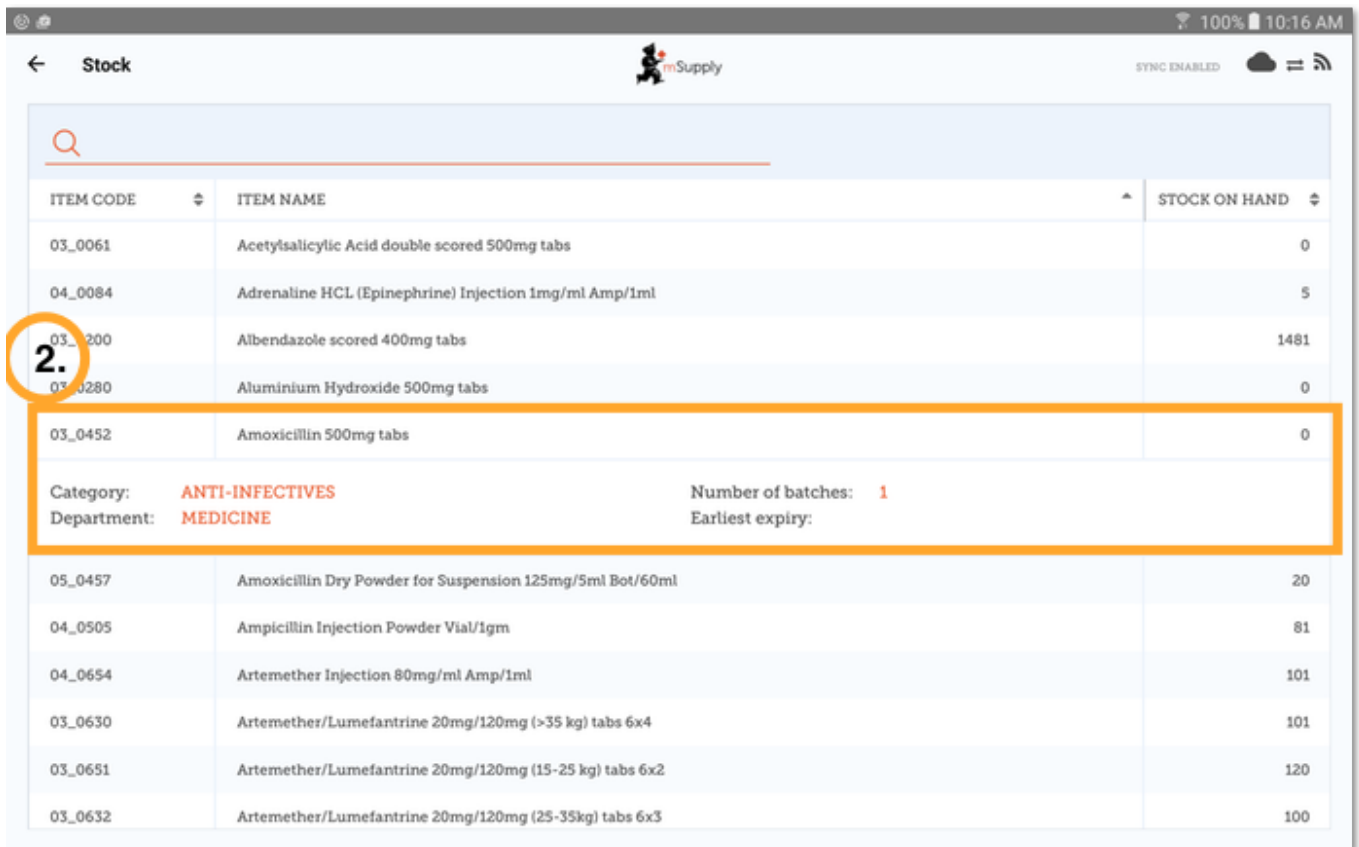 100% 10:16 AM
Stock
mSupply
SYNC ENABLED
ITEM CODE ITEM NAME STOCK ON HAND
03_0061 Acetylsalicylic Acid double scored 500mg tabs 0
04_0084 Adrenaline HCL (Epinephrine) Injection 1mg/ml Amp/1ml 5
03_0200 Albendazole scored 400mg tabs 1481
2.
03_0280 Aluminium Hydroxide 500mg tabs 0
03_0452 Amoxicillin 500mg tabs 0
Category: ANTI-INFECTIVES Number of batches: 1
Department: MEDICINE Earliest expiry:
05_0457 Amoxicillin Dry Powder for Suspension 125mg/5ml Bot/60ml 20
04_0505 Ampicillin Injection Powder Vial/1gm 81
04_0654 Artemether Injection 80mg/ml Amp/1ml 101
03_0630 Artemether/Lumefantrine 20mg/120mg (>35 kg) tabs 6x4 101
03_0651 Artemether/Lumefantrine 20mg/120mg (15-25 kg) tabs 6x2 120
03_0632 Artemether/Lumefantrine 20mg/120mg (25-35kg) tabs 6x3 100